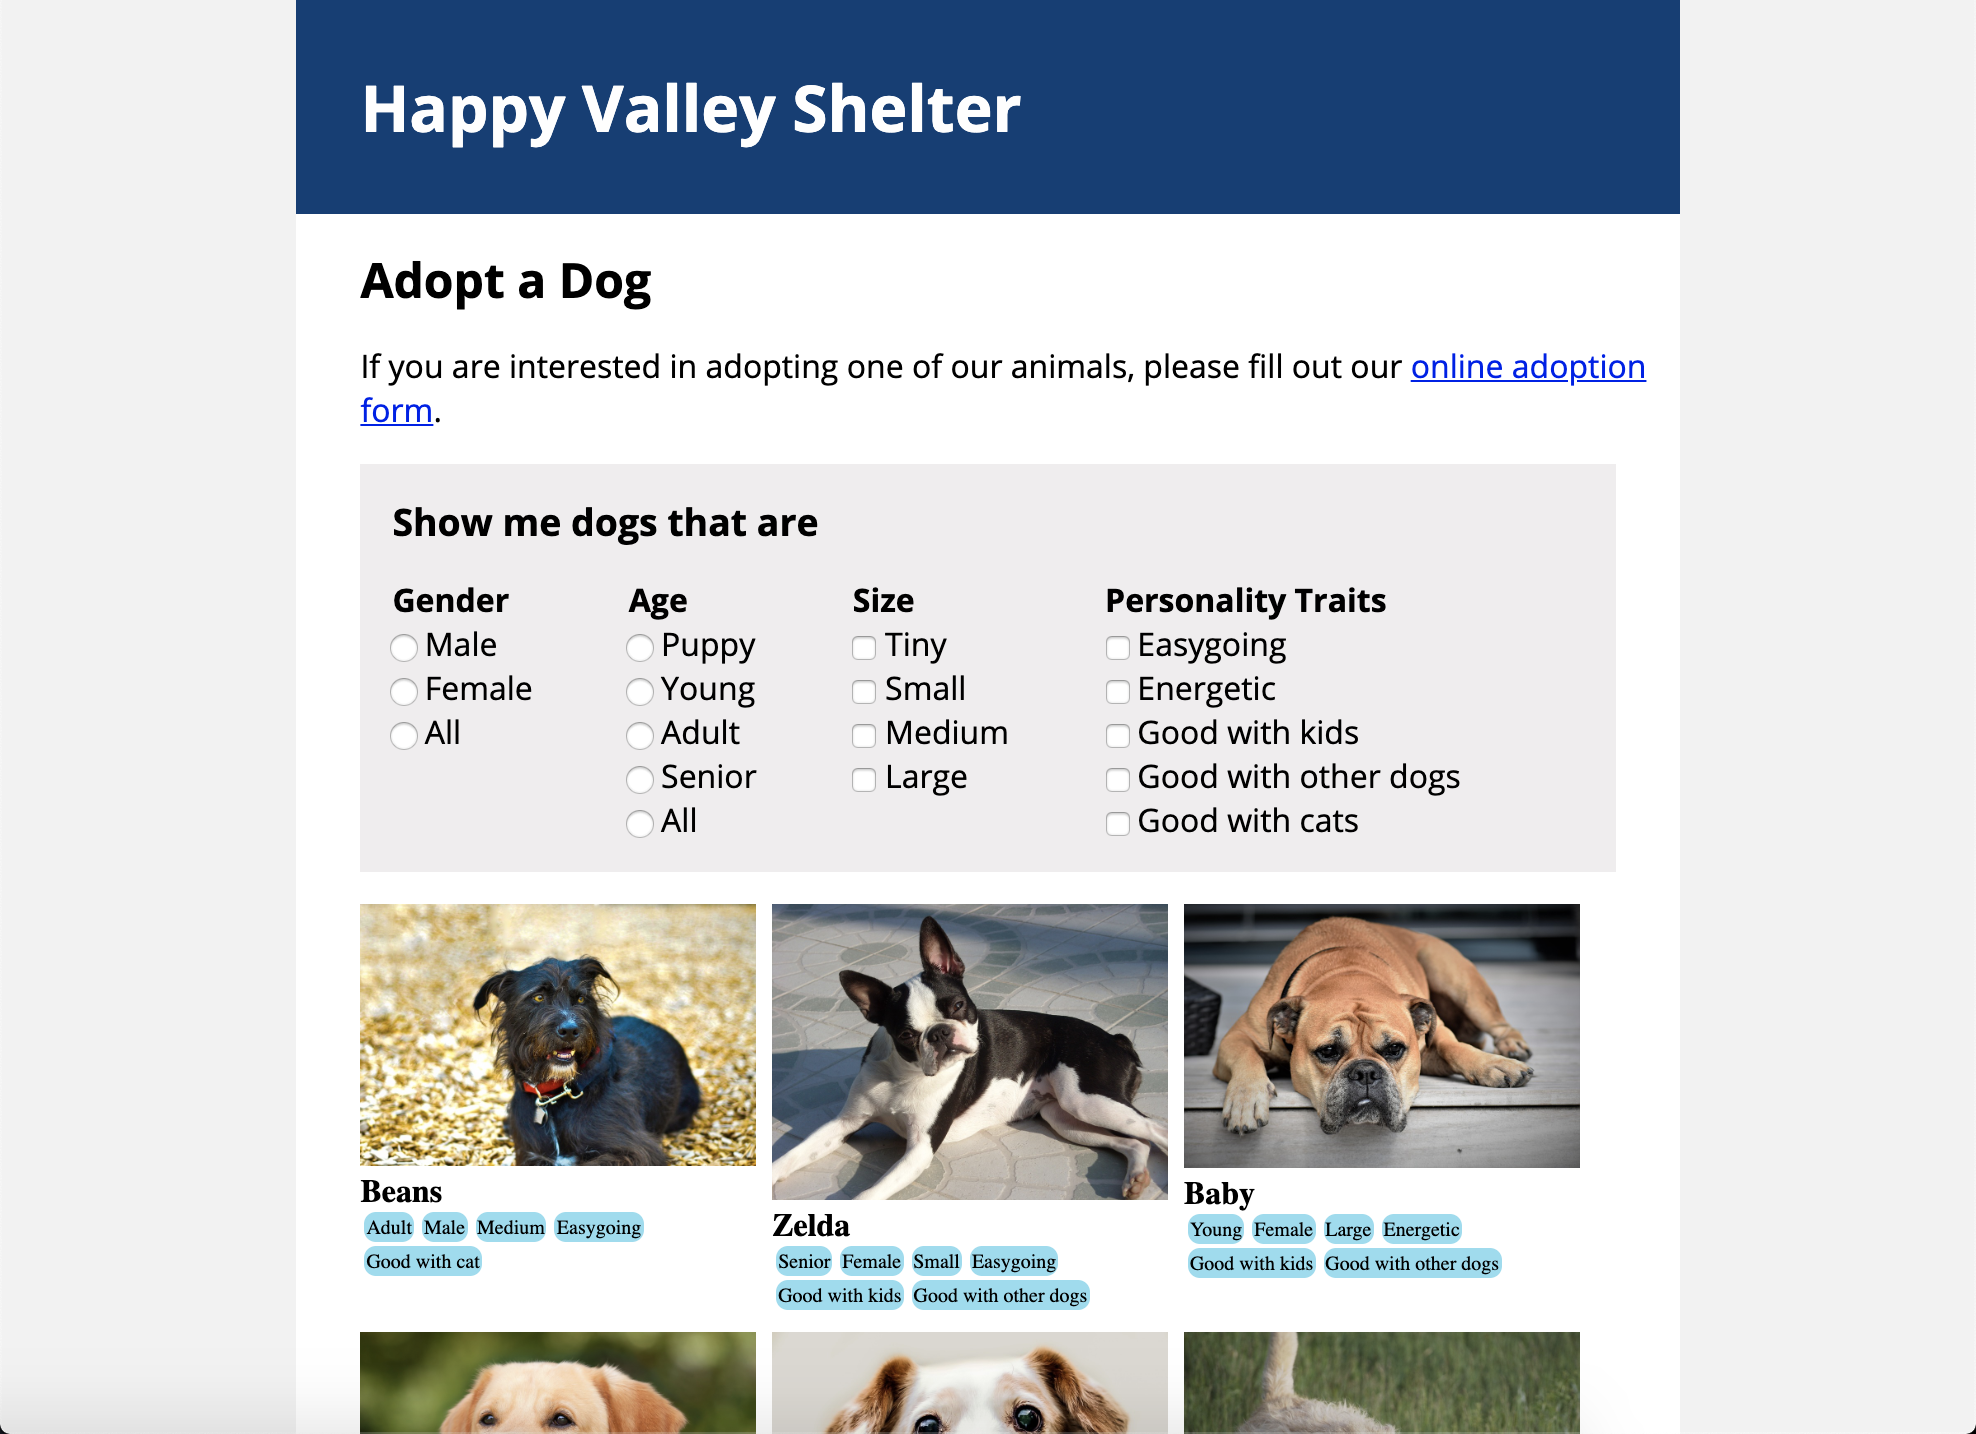 Happy Valley Shelter
Adopt a Dog
If you are interested in adopting one of our animals, please fill out our online adoption
form.
Show me dogs that are
Gender
Male
Female
All
Age
Puppy
Young
Adult
Senior
All
Size
Tiny
Small
Medium
Large
Personality Traits
Easygoing
Energetic
Good with kids
Good with other dogs
Good with cats
Beans
Adult Male Medium Easygoing
Good with cat
Zelda
Senior Female Small Easygoing
Good with kids Good with other dogs
Baby
Young Female Large Energetic
Good with kids Good with other dogs